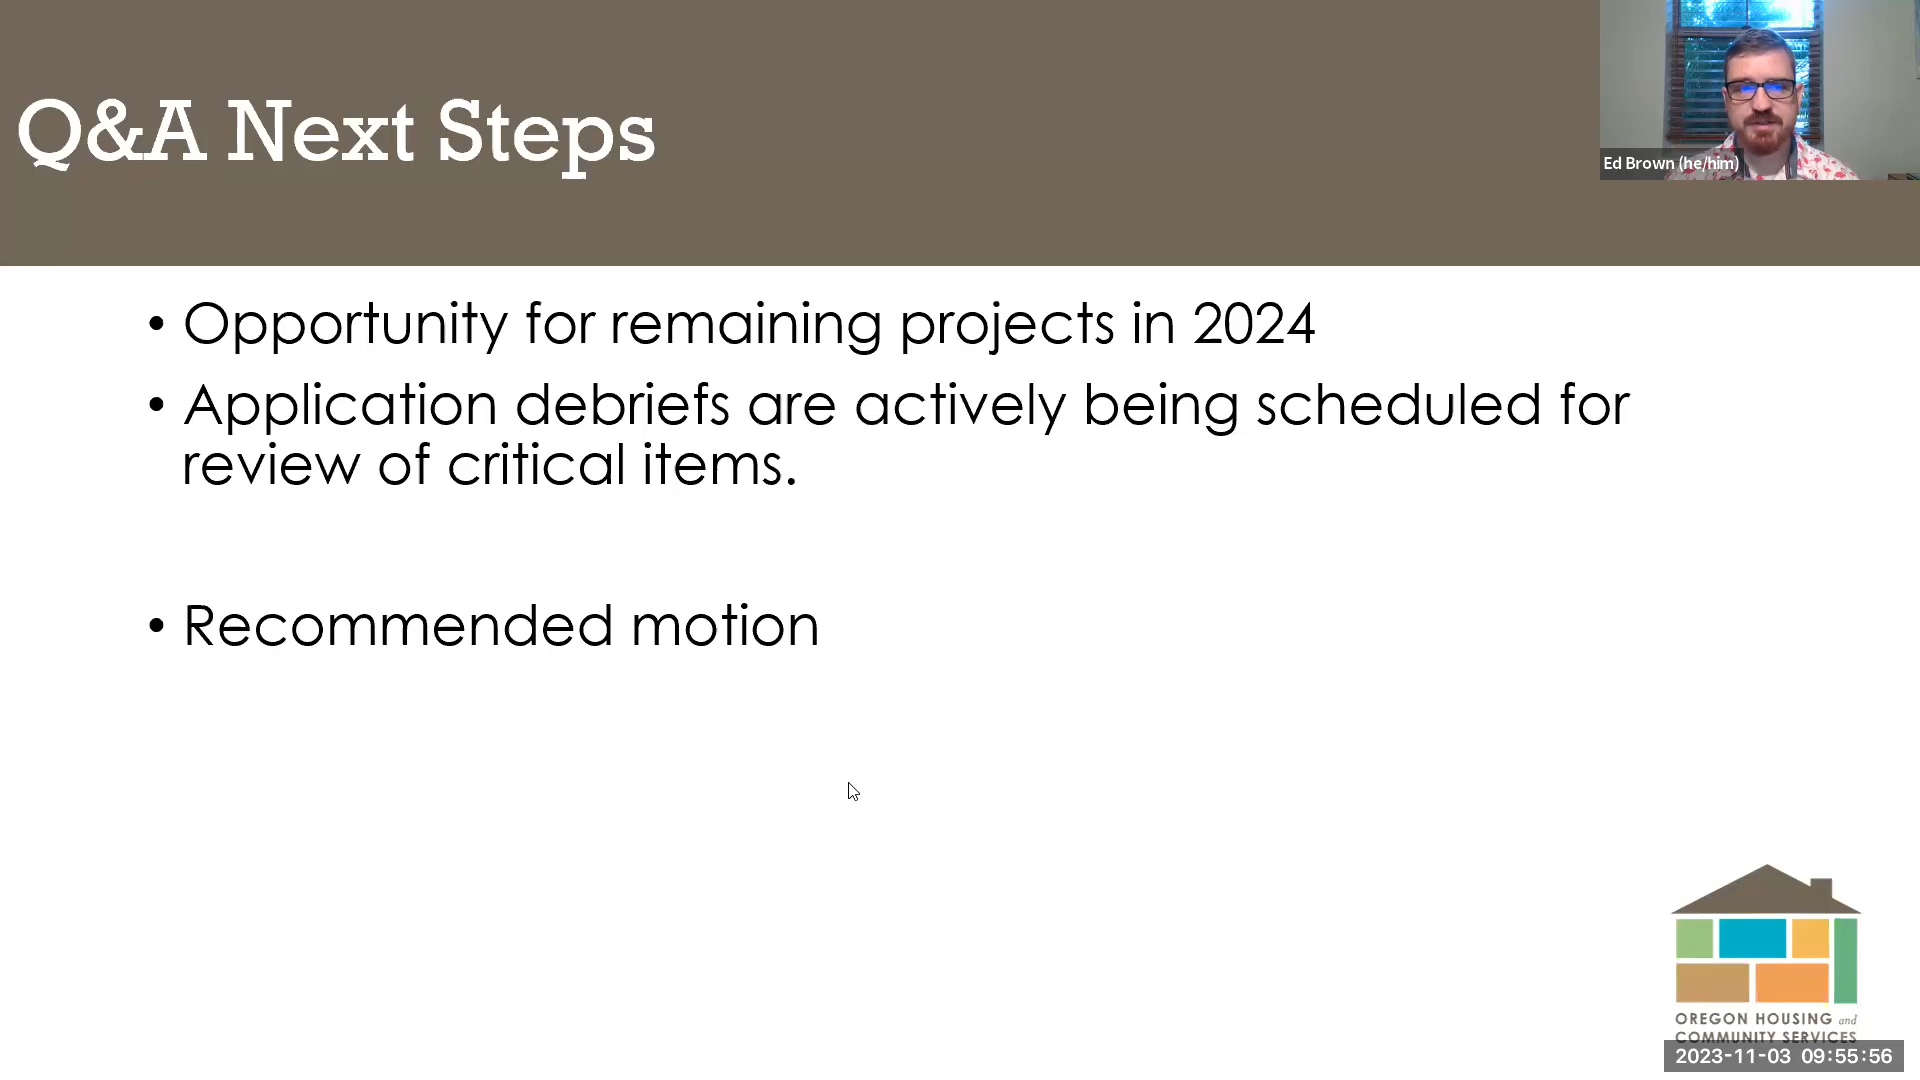 Q&A Next Steps
Ed Brown (he/him)
• Opportunity for remaining projects in 2024
• Application debriefs are actively being scheduled for
review of critical items.
• Recommended motion
OREGON HOUSING and
COMMUNITY SERVICES
2023-11-03 09:55:56